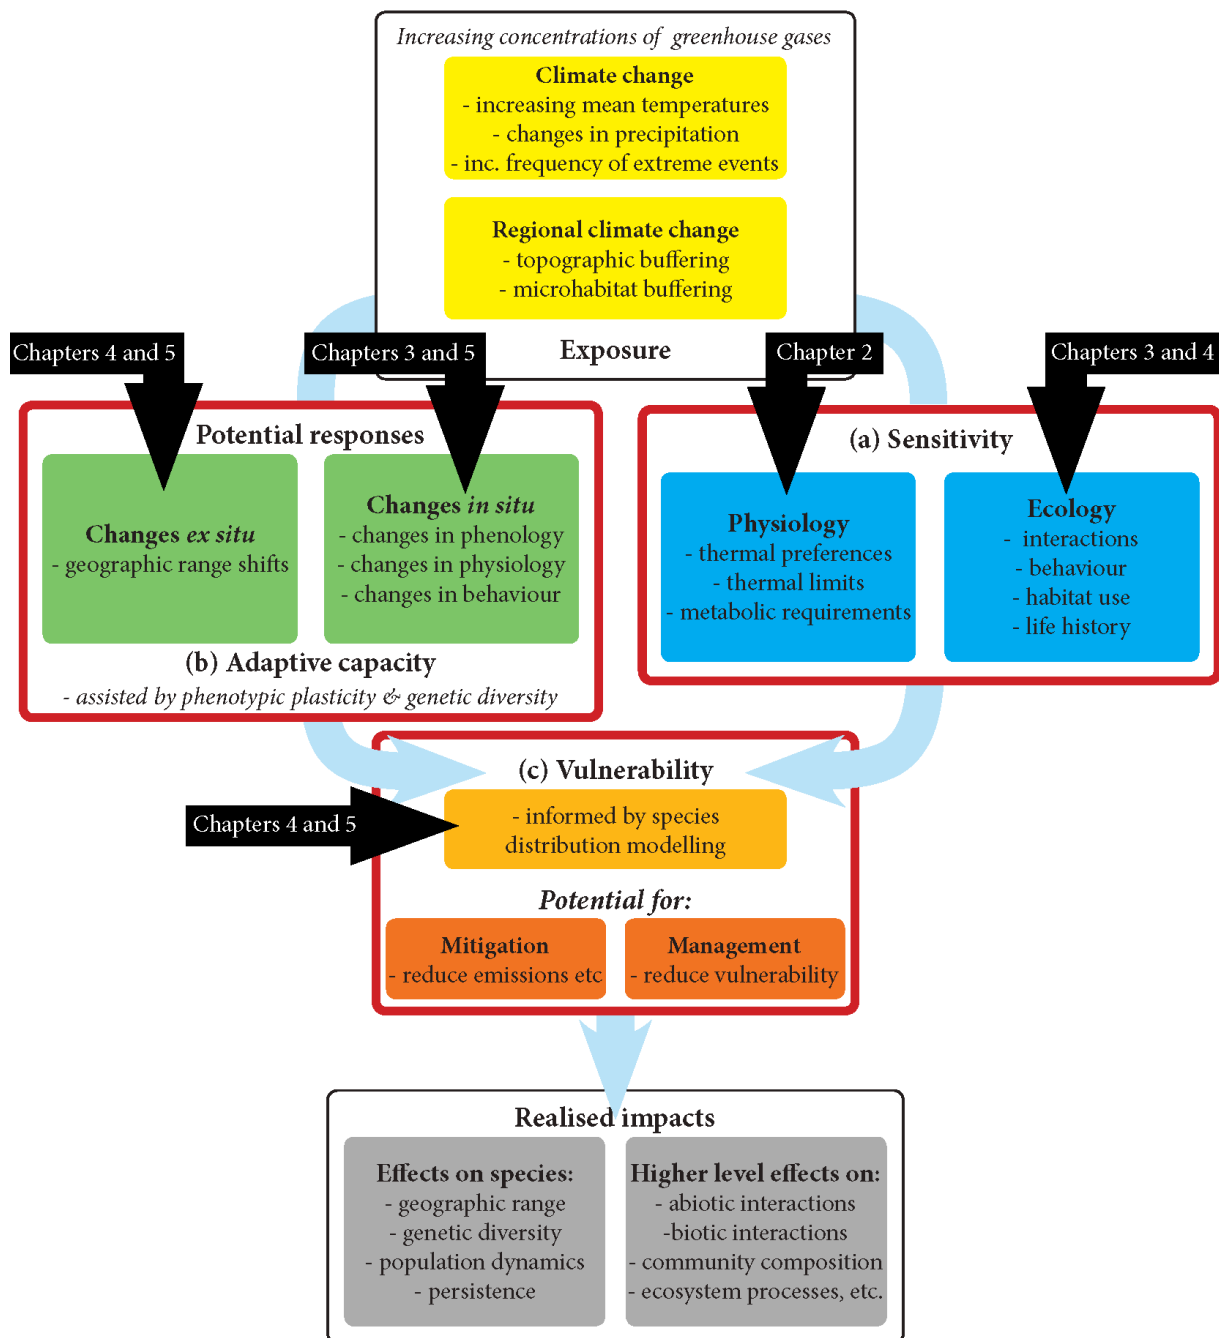 Increasing concentrations of greenhouse gases
Climate change
- increasing mean temperatures
- changes in precipitation
- inc. frequency of extreme events
Regional climate change
- topographic buffering
- microhabitat buffering
Exposure
Chapters 4 and 5
Chapters 3 and 5
Chapter 2
Chapters 3 and 4
Potential responses
Changes ex situ
- geographic range shifts
Changes in situ
- changes in phenology
- changes in physiology
- changes in behaviour
(b) Adaptive capacity
- assisted by phenotypic plasticity & genetic diversity
(a) Sensitivity
Physiology
- thermal preferences
- thermal limits
- metabolic requirements
Ecology
- interactions
- behaviour
- habitat use
- life history
(c) Vulnerability
Chapters 4 and 5
- informed by species
distribution modelling
Potential for:
Mitigation
- reduce emissions etc
Management
- reduce vulnerability
Realised impacts
Effects on species:
- geographic range
- genetic diversity
- population dynamics
- persistence
Higher level effects on:
- abiotic interactions
-biotic interactions
- community composition
- ecosystem processes, etc.